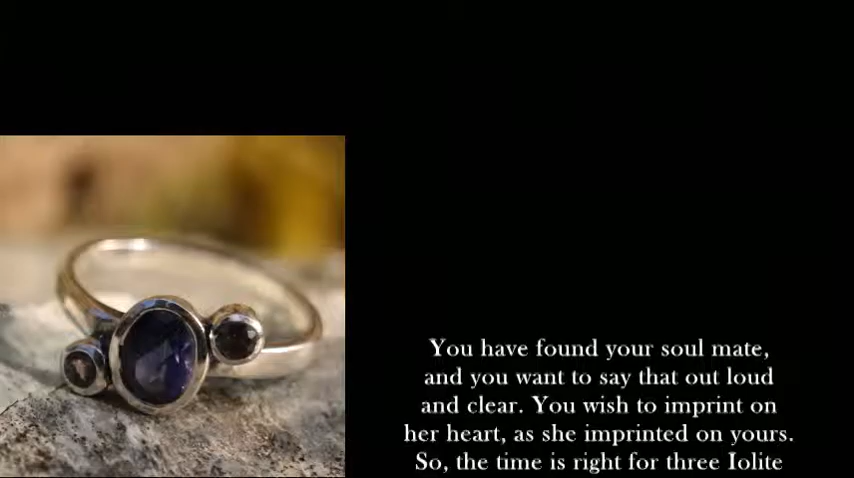 You have found your soul mate,
and you want to say that out loud
and clear. You wish to imprint on
her heart, as she imprinted on yours.
So, the time is right for three Iolite